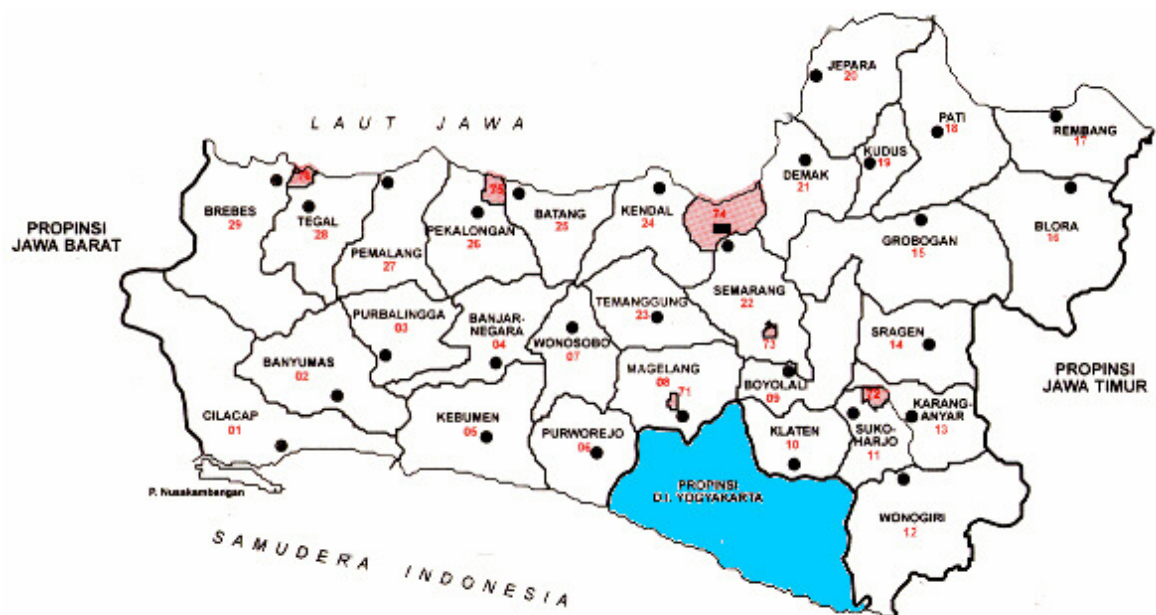 LAUT JAWA
JEPARA
20
PATI
18
REMBANG
17
KUDUS
19
DEMAK
21
76
75
BREBES
29
TEGAL
28
PEMALANG
27
PEKALONGAN
26
BATANG
25
KENDAL
24
74
GROBOGAN
15
BLORA
16
PROPINSI
JAWA BARAT
PURBALINGGA
03
BANJAR-
NEGARA
04
TEMANGGUNG
23
SEMARANG
22
73
WONOSOBO
07
SRAGEN
14
BANYUMAS
02
MAGELANG
08
71
BOYOLALI
09
PROPINSI
JAWA TIMUR
CILACAP
01
KEBUMEN
05
PURWOREJO
06
KLATEN
10
72
SUKO-
HARJO
11
KARANG-
ANYAR
13
P. Nusakambangan
PROPINSI
D.I. YOGYAKARTA
WONOGIRI
12
SAMUDERA INDONESIA